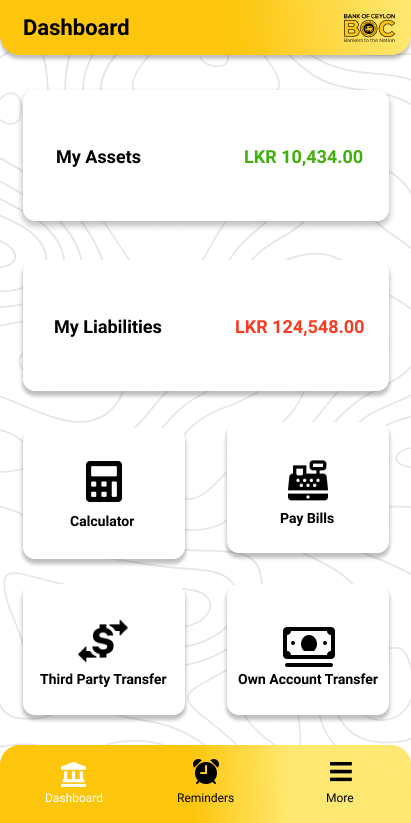 Dashboard
BANK OF CEYLON
BOC
Bankers to the Nation
My Assets
LKR 10,434.00
My Liabilities
LKR 124,548.00
Calculator
Pay Bills
$
Third Party Transfer
Own Account Transfer
Dashboard
Reminders
More